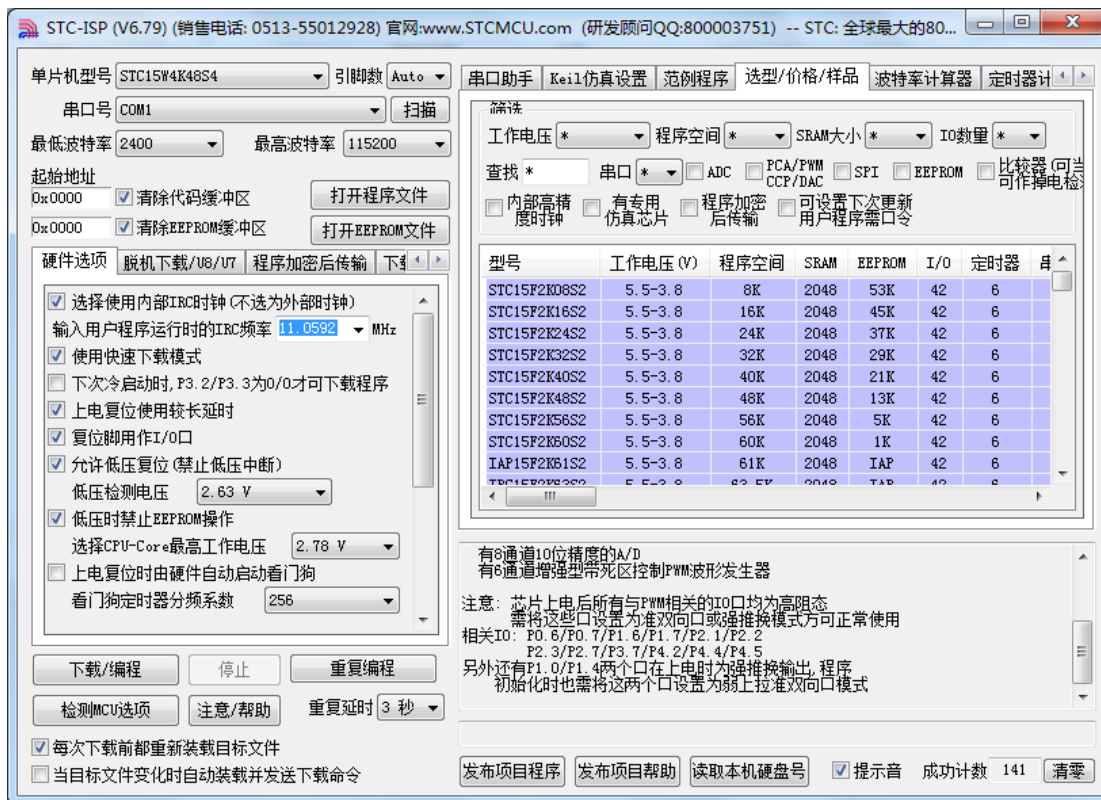 STC-ISP (V6.79) (销售电话: 0513-55012928) 官网:www.STCMCU.com (研发顾问QQ:800003751) -- STC: 全球最大的80...
单片机型号 STC15W4K48S4 引脚数 Auto
串口号 COM1 扫描
最低波特率 2400 最高波特率 115200
起始地址
0x0000 清除代码缓冲区 打开程序文件
0x0000 清除EEPROM缓冲区 打开EEPROM文件
硬件选项 脱机下载/U8/U7 程序加密后传输
选择使用内部IRC时钟(不选为外部时钟)
输入用户程序运行时的IRC频率 11.0592 MHz
使用快速下载模式
下次冷启动时,P3.2/P3.3为0/0才可下载程序
上电复位使用较长延时
复位脚用作I/O口
允许低压复位(禁止低压中断)
低压检测电压 2.63 V
低压时禁止EEPROM操作
选择CPU-Core最高工作电压 2.78 V
上电复位时由硬件自动启动看门狗
看门狗定时器分频系数 256
下载/编程 停止 重复编程
检测MCU选项 注意/帮助 重复延时 3 秒
每次下载前都重新装载目标文件
当目标文件变化时自动装载并发送下载命令
串口助手 Keil仿真设置 范例程序 选型/价格/样品 波特率计算器 定时器计
筛选
工作电压 * 程序空间 * SRAM大小 * IO数量 *
查找 * 串口 * ADC PCA/PWM CCP/DAC SPI EEPROM 比较器(可当可作掉电检
内部高精度时钟 有专用仿真芯片 程序加密后传输 可设置下次更新用户程序需口令
型号 工作电压(V) 程序空间 SRAM EEPROM I/O 定时器
STC15F2K08S2 5.5-3.8 8K 2048 53K 42 6
STC15F2K16S2 5.5-3.8 16K 2048 45K 42 6
STC15F2K24S2 5.5-3.8 24K 2048 37K 42 6
STC15F2K32S2 5.5-3.8 32K 2048 29K 42 6
STC15F2K40S2 5.5-3.8 40K 2048 21K 42 6
STC15F2K48S2 5.5-3.8 48K 2048 13K 42 6
STC15F2K56S2 5.5-3.8 56K 2048 5K 42 6
STC15F2K60S2 5.5-3.8 60K 2048 1K 42 6
IAP15F2K61S2 5.5-3.8 61K 2048 IAP 42 6
有8通道10位精度的A/D
有6通道增强型带死区控制PWM波形发生器
注意: 芯片上电后所有与PWM相关的IO口均为高阻态
需将这些口设置为准双向口或强推挽模式方可正常使用
相关IO: P0.6/P0.7/P1.6/P1.7/P2.1/P2.2
P2.3/P2.7/P3.7/P4.2/P4.4/P4.5
另外还有P1.0/P1.4两个口在上电时为强推挽输出,程序
初始化时也需将这两个口设置为弱上拉准双向口模式
发布项目程序 发布项目帮助 读取本机硬盘号 提示音 成功计数 141 清零